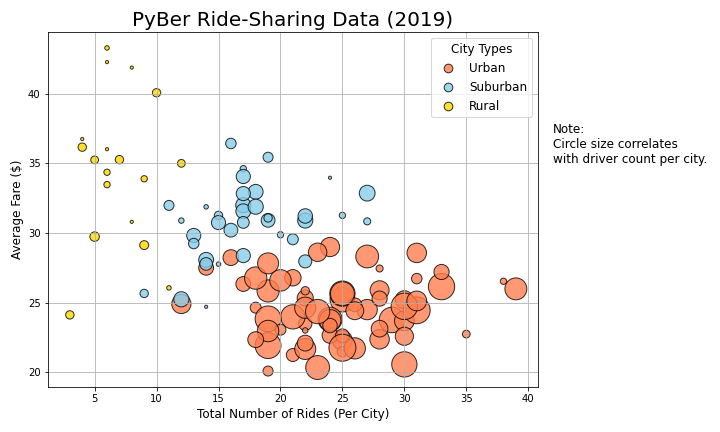 PyBer Ride-Sharing Data (2019)
City Types
Urban
Suburban
Rural
Note:
Circle size correlates
with driver count per city.
Average Fare ($)
40
35
30
25
20
5 10 15 20 25 30 35 40
Total Number of Rides (Per City)